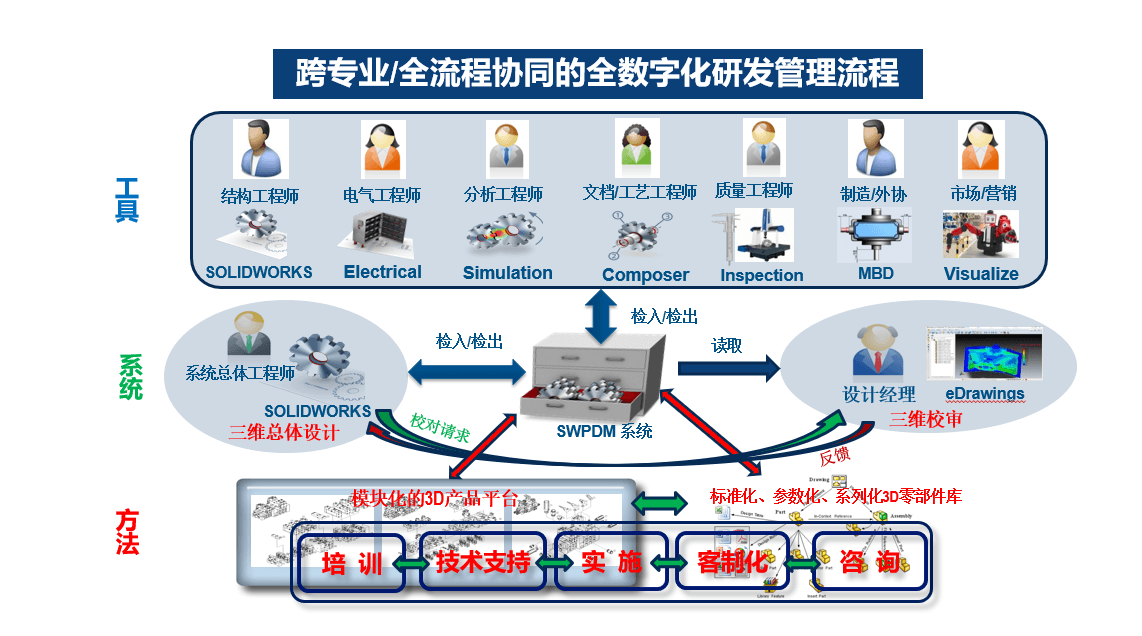 跨专业/全流程协同的全数字化研发管理流程
工具
结构工程师
电气工程师
分析工程师
文档/工艺工程师
质量工程师
制造/外协
市场/营销
SOLIDWORKS
Electrical
Simulation
Composer
Inspection
MBD
Visualize
系统
系统总体工程师
SOLIDWORKS
三维总体设计
检入/检出
检入/检出
读取
SWPDM 系统
设计经理
eDrawings
三维校审
校对请求
反馈
方法
模块化的3D产品平台
标准化、参数化、系列化3D零部件库
Drawing
Design Table
Part
In-Context Reference
Assembly
Library Feature
Insert Part
培 训
技术支持
实 施
客制化
咨 询